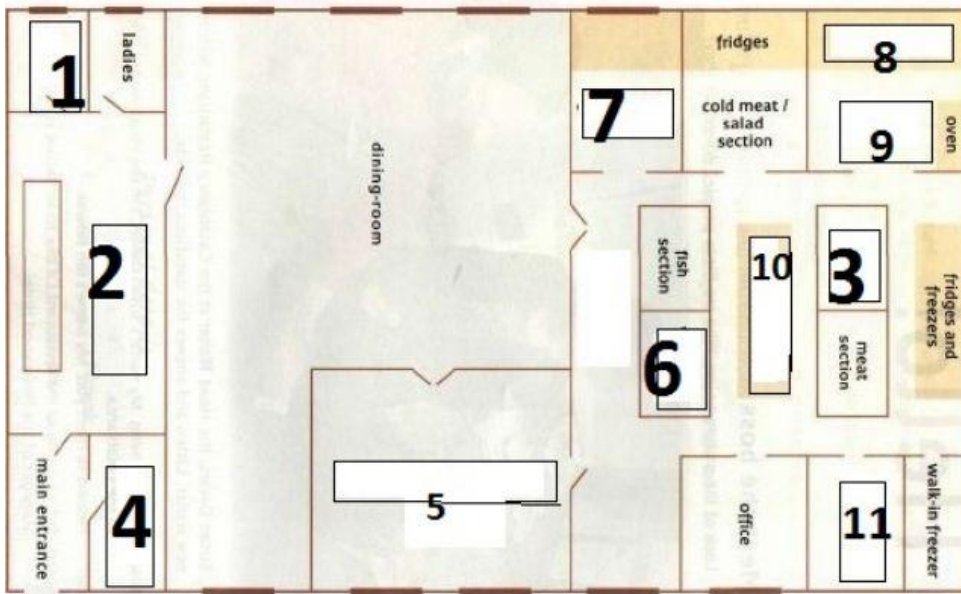 1
ladies
7
fridges
cold meat /
salad
section
8
9
oven
2
dining-room
fish
section
6
10
3
meat
section
fridges and
freezers
main entrance
4
5
office
11
walk-in freezer